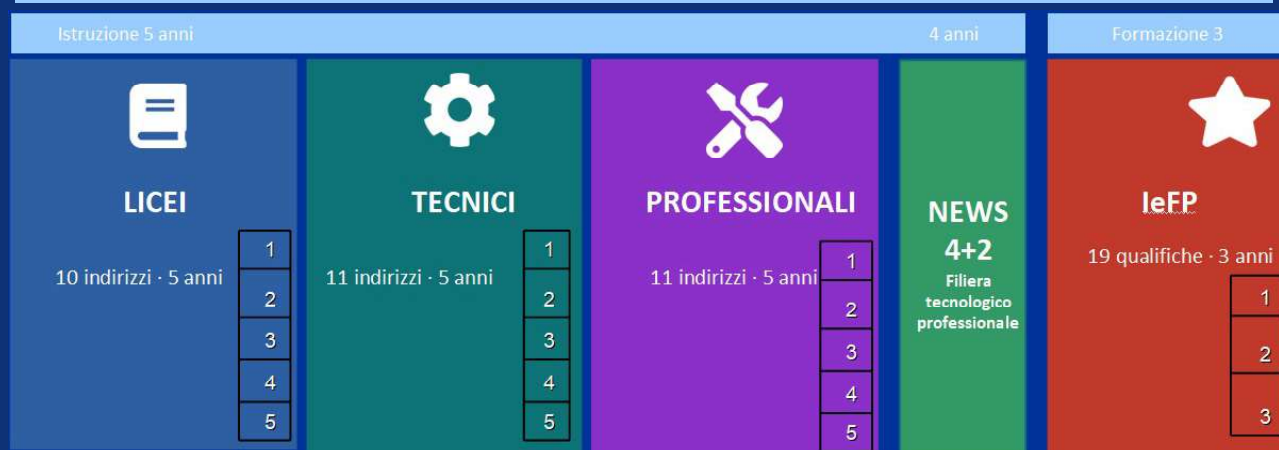 Istruzione 5 anni
4 anni
Formazione 3
LICEI
10 indirizzi · 5 anni
1
2
3
4
5
TECNICI
11 indirizzi · 5 anni
1
2
3
4
5
PROFESSIONALI
11 indirizzi · 5 anni
1
2
3
4
5
NEWS
4+2
Filiera
tecnologico
professionale
IeFP
19 qualifiche · 3 anni
1
2
3